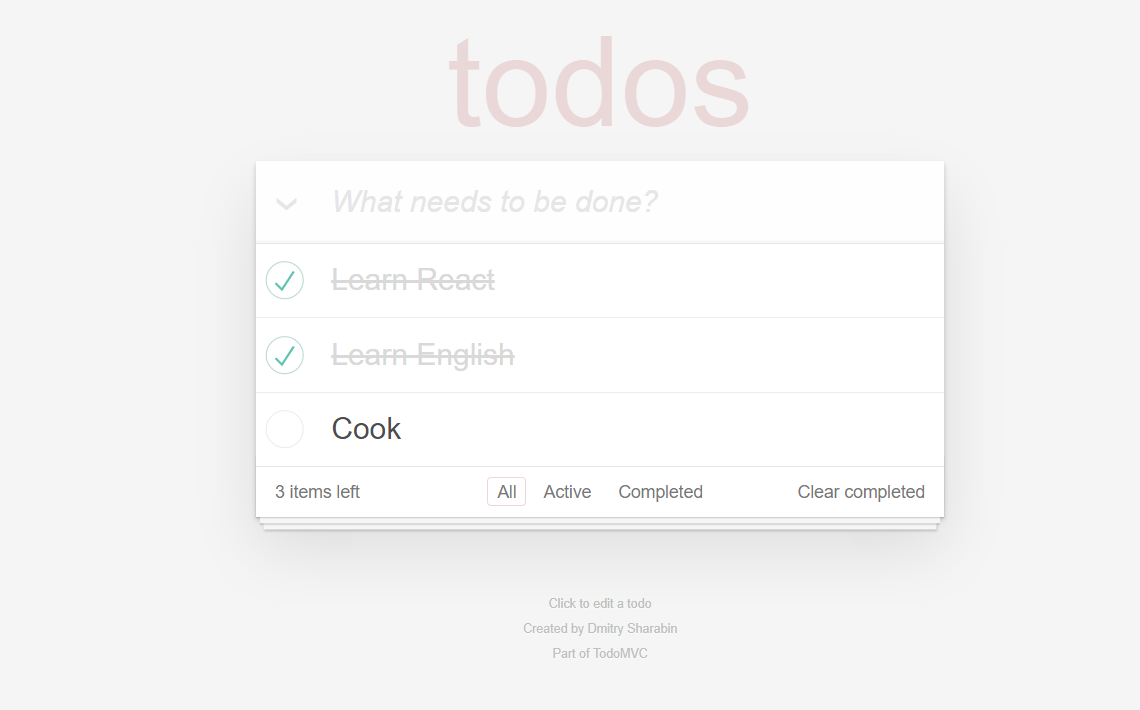 todos
What needs to be done?
Learn React
Learn English
Cook
3 items left All Active Completed Clear completed
Click to edit a todo
Created by Dmitry Sharabin
Part of TodoMVC